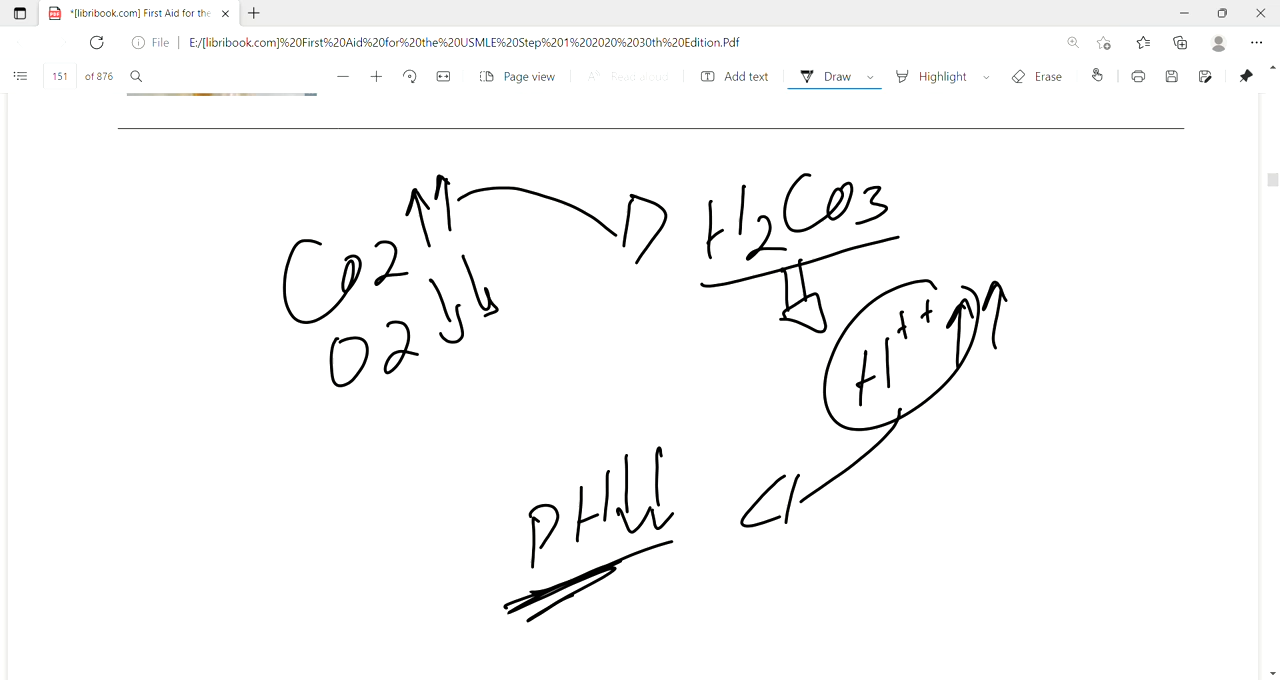 *[libribook.com] First Aid for the
File E:/[libribook.com]%20First%20Aid%20for%20the%20USMLE%20Step%201%202020%2030th%20Edition.Pdf
151 of 876 Page view Read aloud Add text Draw Highlight Erase
Co2 ↑↑ → H2Co3
O2 ↓↓
H++ ↑↑
pH ↓↓